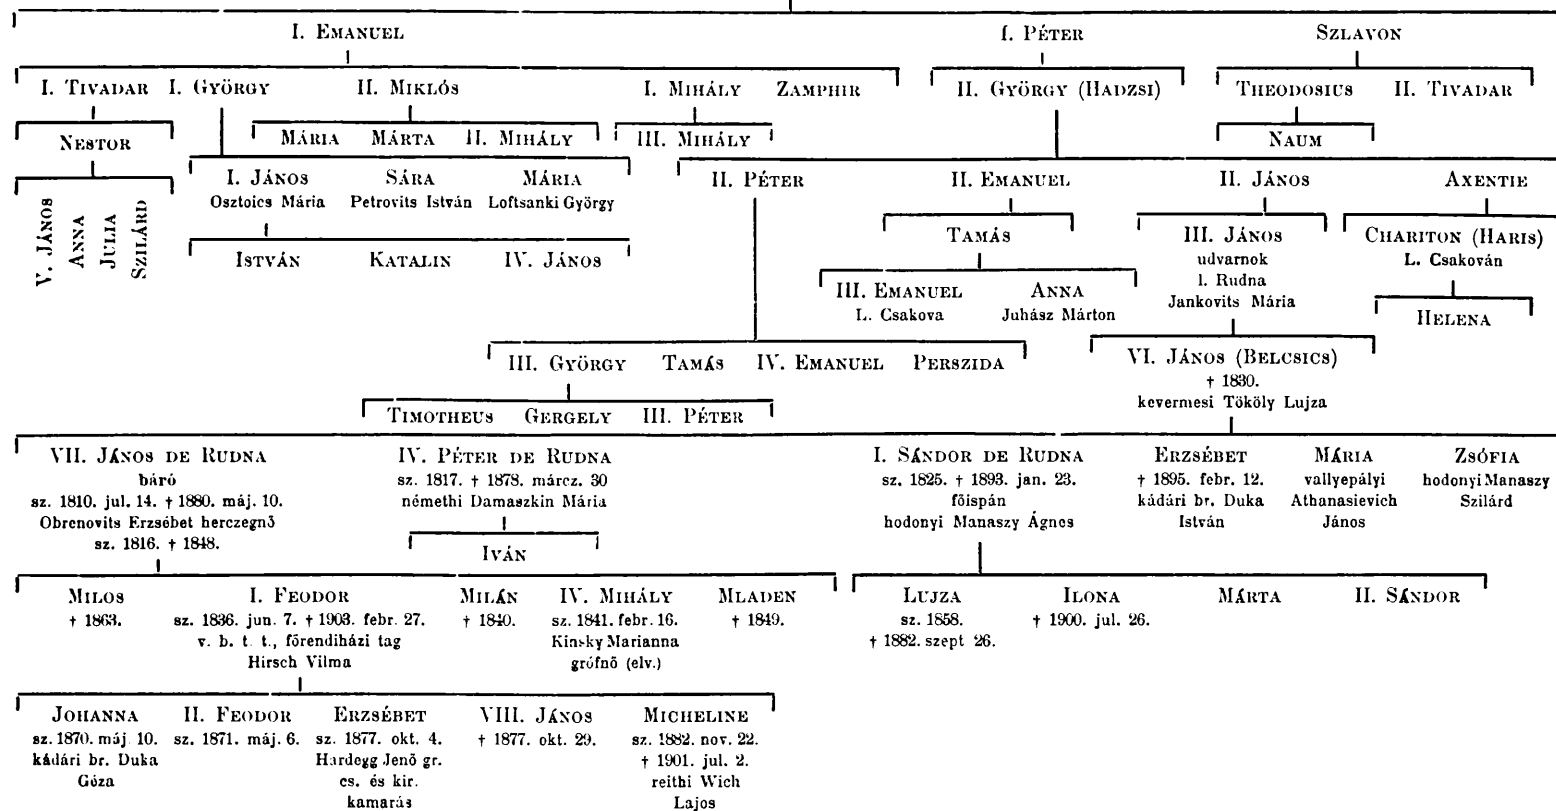 I. EMANUEL I. PÉTER SZLAVON
I. TIVADAR I. GYÖRGY II. MIKLÓS I. MIHÁLY ZAMPHIR II. GYÖRGY (HADZSI) THEODOSIUS II. TIVADAR
NESTOR MÁRIA MÁRTA II. MIHÁLY III. MIHÁLY NAUM
I. JÁNOS SÁRA MÁRIA II. PÉTER II. EMANUEL II. JÁNOS AXENTIE
Osztoics Mária Petrovits István Loftsanki György
V. JÁNOS
ANNA
JULIA
SZILÁRD
ISTVÁN KATALIN IV. JÁNOS
TAMÁS III. JÁNOS CHARITON (HARIS)
udvarnok L. Csakován
l. Rudna
Jankovits Mária
III. EMANUEL ANNA
L. Csakova Juhász Márton
HELENA
III. GYÖRGY TAMÁS IV. EMANUEL PERSZIDA VI. JÁNOS (BELCSICS)
† 1830.
kevermesi Tököly Lujza
TIMOTHEUS GERGELY III. PÉTER
VII. JÁNOS DE RUDNA IV. PÉTER DE RUDNA I. SÁNDOR DE RUDNA ERZSÉBET MÁRIA ZSÓFIA
báró sz. 1817. † 1878. márcz. 30 sz. 1825. † 1893. jan. 23. † 1895. febr. 12. vallyepályi hodonyi Manaszy
sz. 1810. jul. 14. † 1880. máj. 10. némethi Damaszkin Mária főispán kádári br. Duka Athanasievich Szilárd
Obrenovits Erzsébet herczegnő hodonyi Manaszy Ágnes István János
sz. 1816. † 1848.
IVÁN
MILOS I. FEODOR MILÁN IV. MIHÁLY MLADEN LUJZA ILONA MÁRTA II. SÁNDOR
† 1863. sz. 1836. jun. 7. † 1903. febr. 27. † 1840. sz. 1841. febr. 16. † 1849. sz. 1858. † 1900. jul. 26.
v. b. t. t., főrendiházi tag Kinsky Marianna † 1882. szept 26.
Hirsch Vilma grófnő (elv.)
JOHANNA II. FEODOR ERZSÉBET VIII. JÁNOS MICHELINE
sz. 1870. máj. 10. sz. 1871. máj. 6. sz. 1877. okt. 4. † 1877. okt. 29. sz. 1882. nov. 22.
kádári br. Duka Hardegg Jenő gr. † 1901. jul. 2.
Géza cs. és kir. reithi Wich
kamarás Lajos